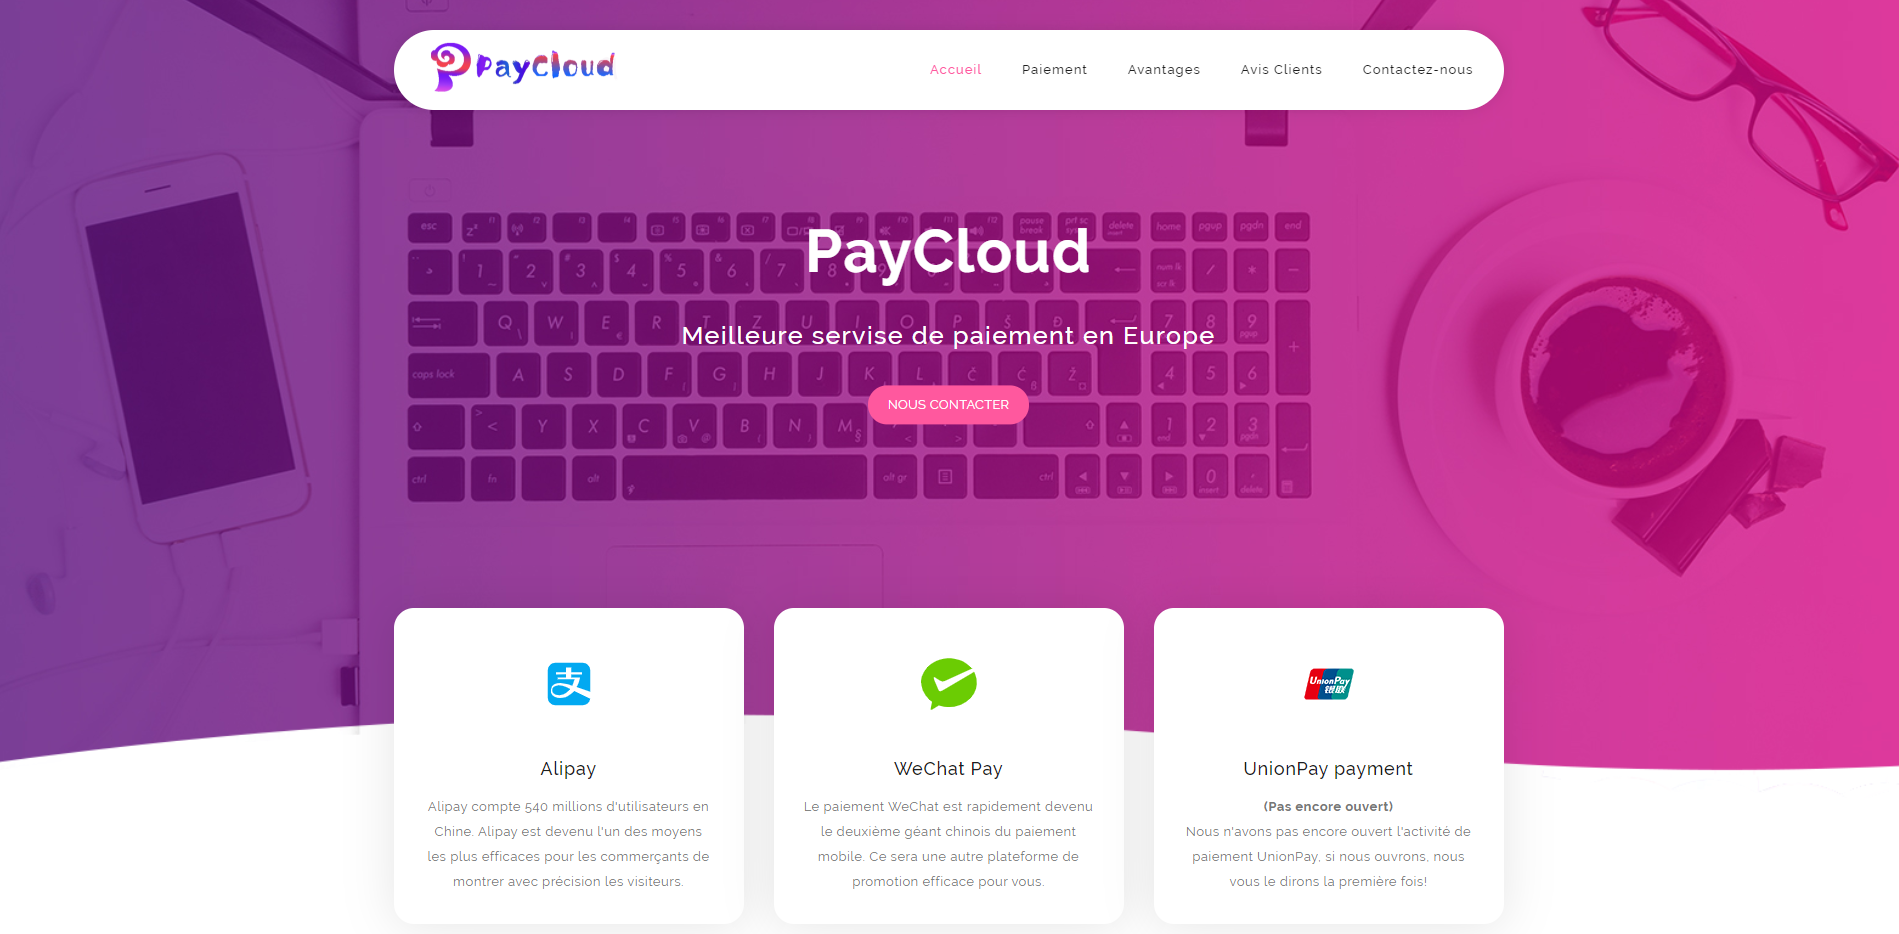 PayCloud
Accueil
Paiement
Avantages
Avis Clients
Contactez-nous
PayCloud
Meilleure servise de paiement en Europe
NOUS CONTACTER
UnionPay
银联
Alipay
Alipay compte 540 millions d'utilisateurs en
Chine. Alipay est devenu l'un des moyens
les plus efficaces pour les commerçants de
montrer avec précision les visiteurs.
WeChat Pay
Le paiement WeChat est rapidement devenu
le deuxième géant chinois du paiement
mobile. Ce sera une autre plateforme de
promotion efficace pour vous.
UnionPay payment
(Pas encore ouvert)
Nous n'avons pas encore ouvert l'activité de
paiement UnionPay, si nous ouvrons, nous
vous le dirons la première fois!